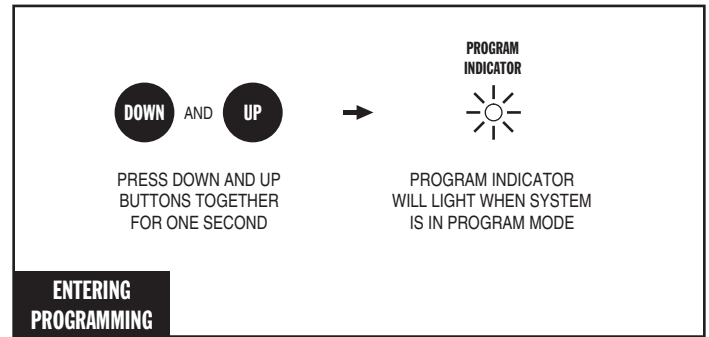 PROGRAM
INDICATOR
DOWN AND UP
PRESS DOWN AND UP
BUTTONS TOGETHER
FOR ONE SECOND
PROGRAM INDICATOR
WILL LIGHT WHEN SYSTEM
IS IN PROGRAM MODE
ENTERING
PROGRAMMING